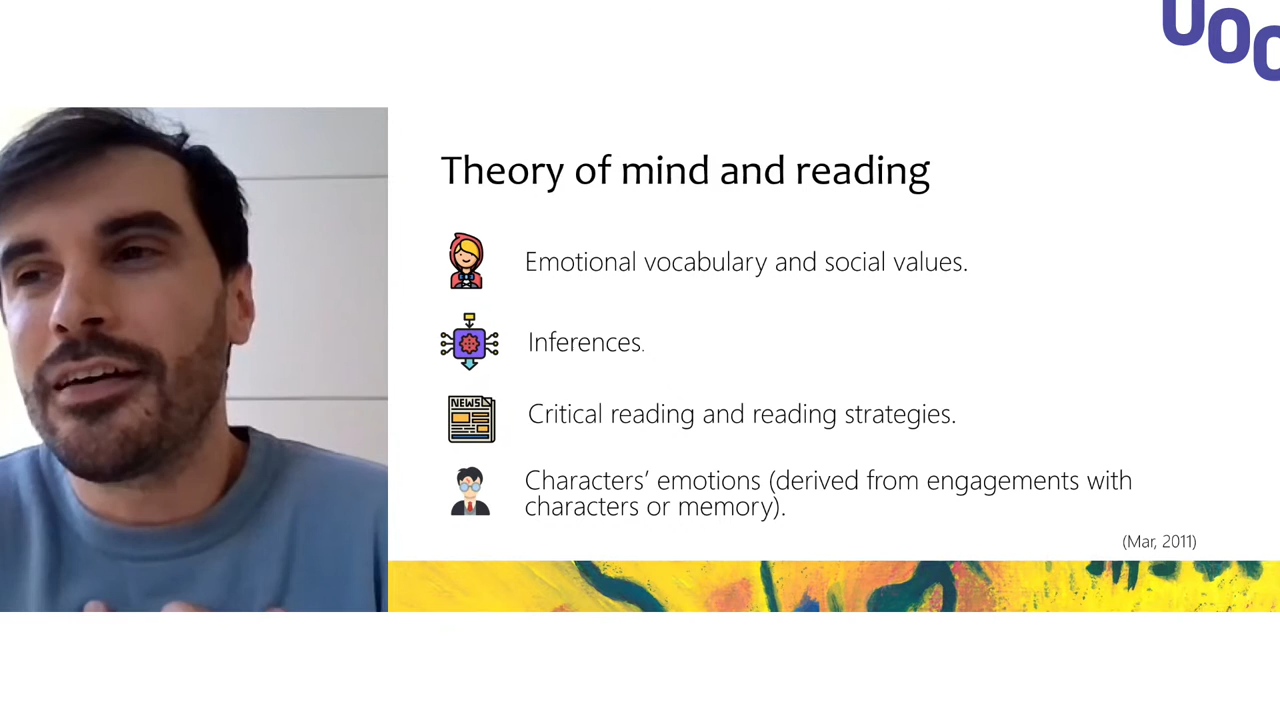 UOC
Theory of mind and reading
Emotional vocabulary and social values.
Inferences.
NEWS
Critical reading and reading strategies.
Characters’ emotions (derived from engagements with
characters or memory).
(Mar, 2011)